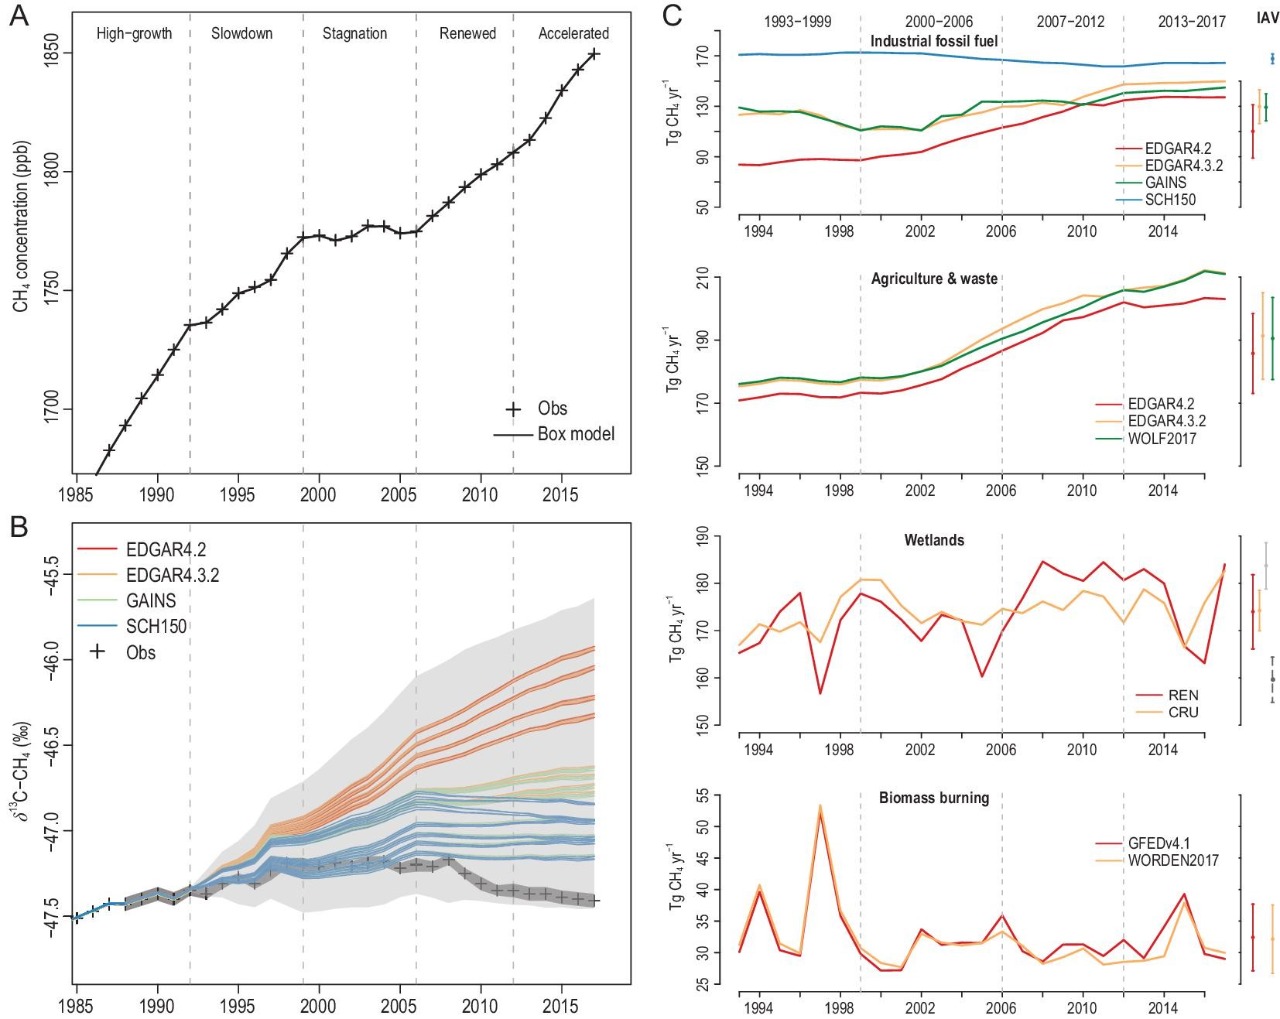 A
High−growth
Slowdown
Stagnation
Renewed
Accelerated
CH4 concentration (ppb)
1850
1800
1750
1700
Obs
Box model
1985
1990
1995
2000
2005
2010
2015
B
EDGAR4.2
EDGAR4.3.2
GAINS
SCH150
Obs
δ13C−CH4 (‰)
−45.5
−46.0
−46.5
−47.0
−47.5
1985
1990
1995
2000
2005
2010
2015
C
1993−1999
2000−2006
2007−2012
2013−2017
IAV
Industrial fossil fuel
Tg CH4 yr−1
170
130
90
50
EDGAR4.2
EDGAR4.3.2
GAINS
SCH150
1994
1998
2002
2006
2010
2014
Agriculture & waste
Tg CH4 yr−1
210
190
170
150
EDGAR4.2
EDGAR4.3.2
WOLF2017
1994
1998
2002
2006
2010
2014
Wetlands
Tg CH4 yr−1
190
180
170
160
150
REN
CRU
1994
1998
2002
2006
2010
2014
Biomass burning
Tg CH4 yr−1
55
50
45
40
35
30
25
GFEDv4.1
WORDEN2017
1994
1998
2002
2006
2010
2014